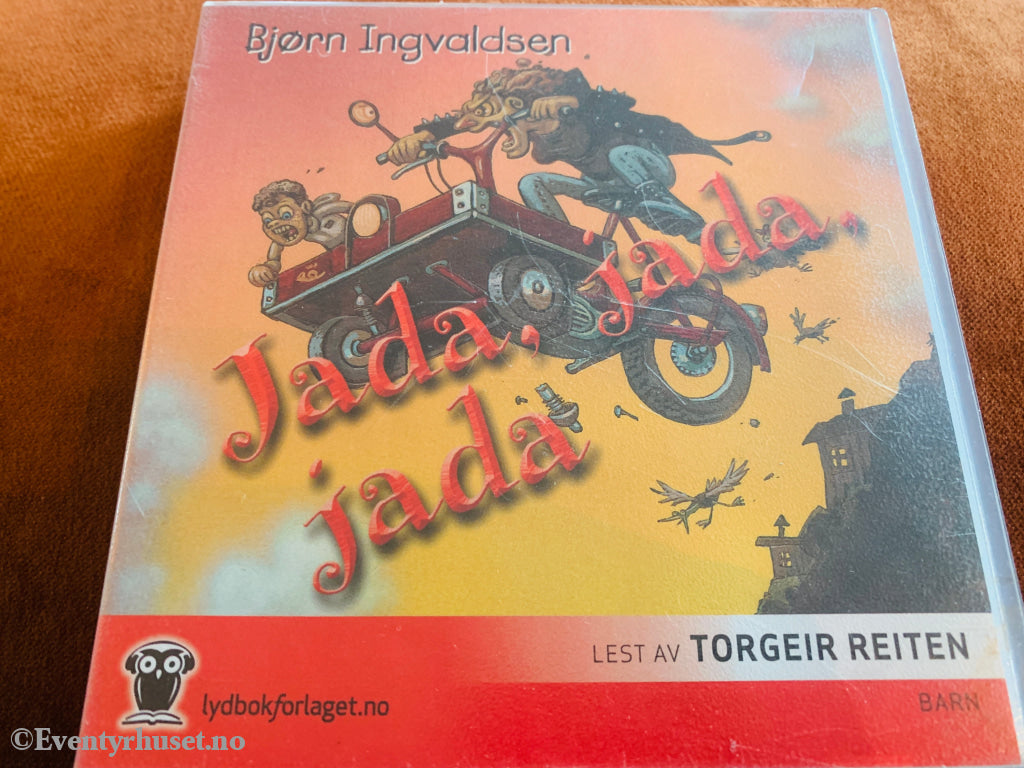 Bjørn Ingvaldsen
Jada, jada,
jada
LEST AV TORGEIR REITEN
BARN
lydbokforlaget.no
©Eventyrhuset.no